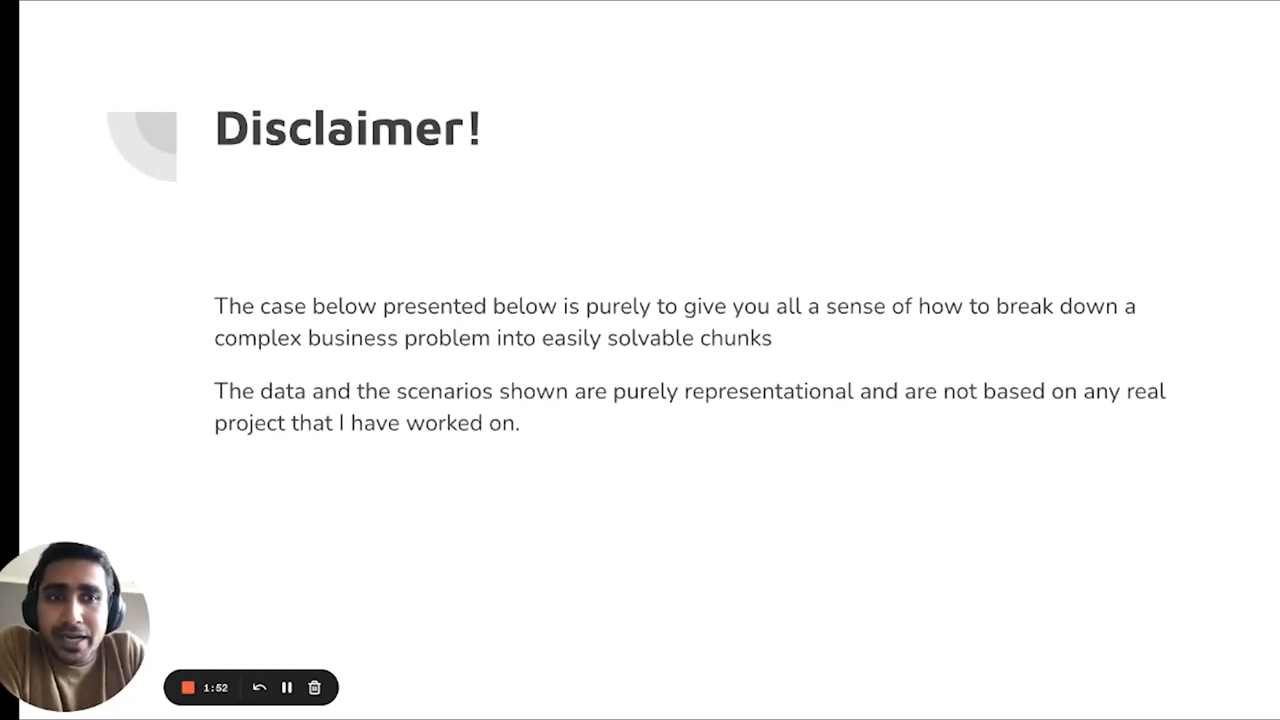 Disclaimer!
The case below presented below is purely to give you all a sense of how to break down a
complex business problem into easily solvable chunks
The data and the scenarios shown are purely representational and are not based on any real
project that I have worked on.
1:52